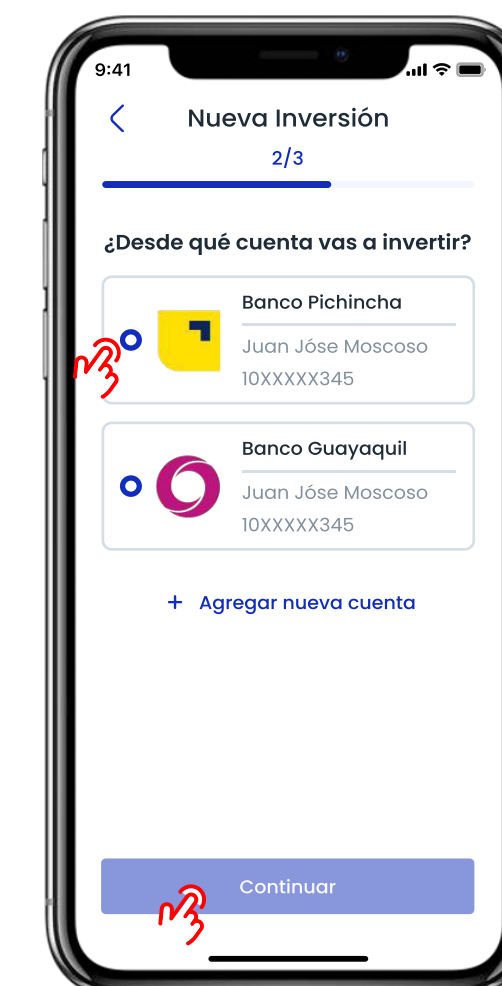 9:41
Nueva Inversión
2/3
¿Desde qué cuenta vas a invertir?
Banco Pichincha
Juan Jóse Moscoso
10XXXXX345
Banco Guayaquil
Juan Jóse Moscoso
10XXXXX345
+ Agregar nueva cuenta
Continuar